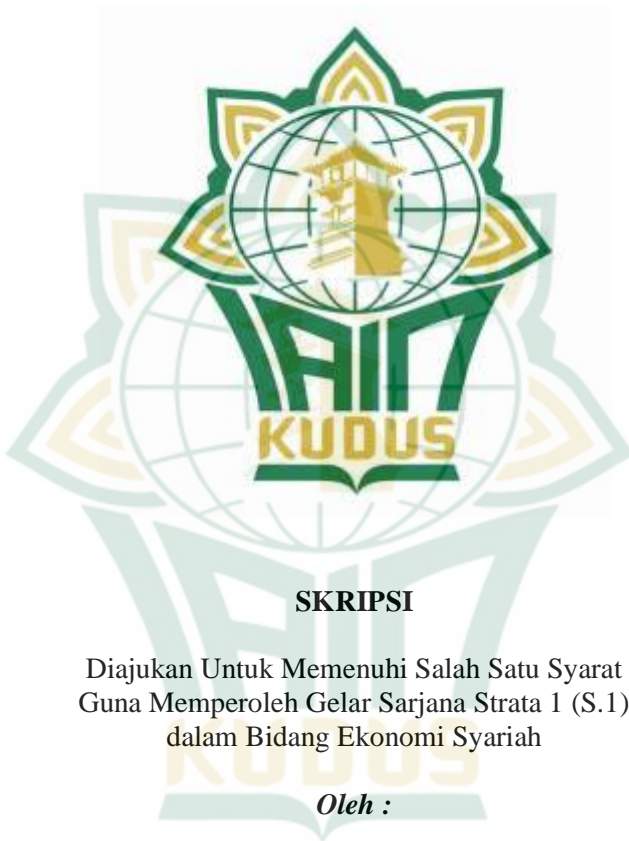 IAIN
KUDUS
SKRIPSI
Diajukan Untuk Memenuhi Salah Satu Syarat
Guna Memperoleh Gelar Sarjana Strata 1 (S.1)
dalam Bidang Ekonomi Syariah
Oleh :